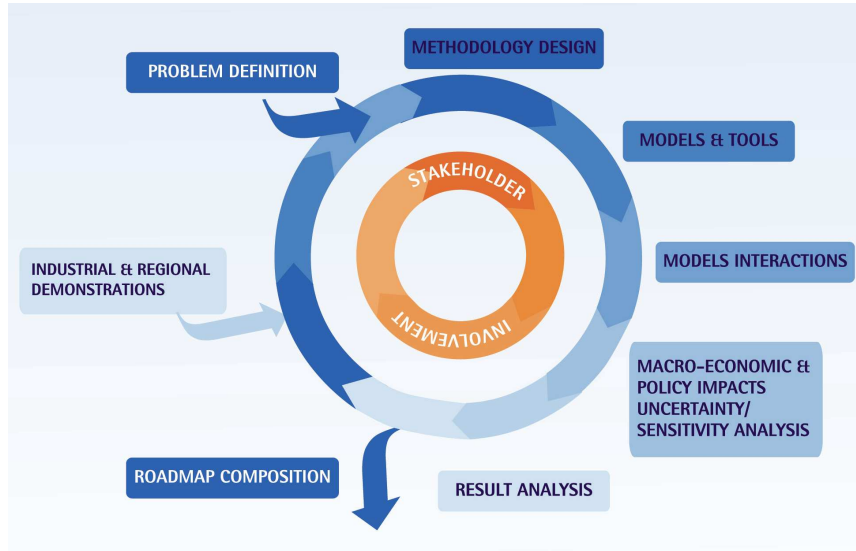 METHODOLOGY DESIGN
PROBLEM DEFINITION
MODELS & TOOLS
STAKEHOLDER
INVOLVEMENT
MODELS INTERACTIONS
INDUSTRIAL & REGIONAL
DEMONSTRATIONS
MACRO-ECONOMIC &
POLICY IMPACTS
UNCERTAINTY/
SENSITIVITY ANALYSIS
ROADMAP COMPOSITION
RESULT ANALYSIS